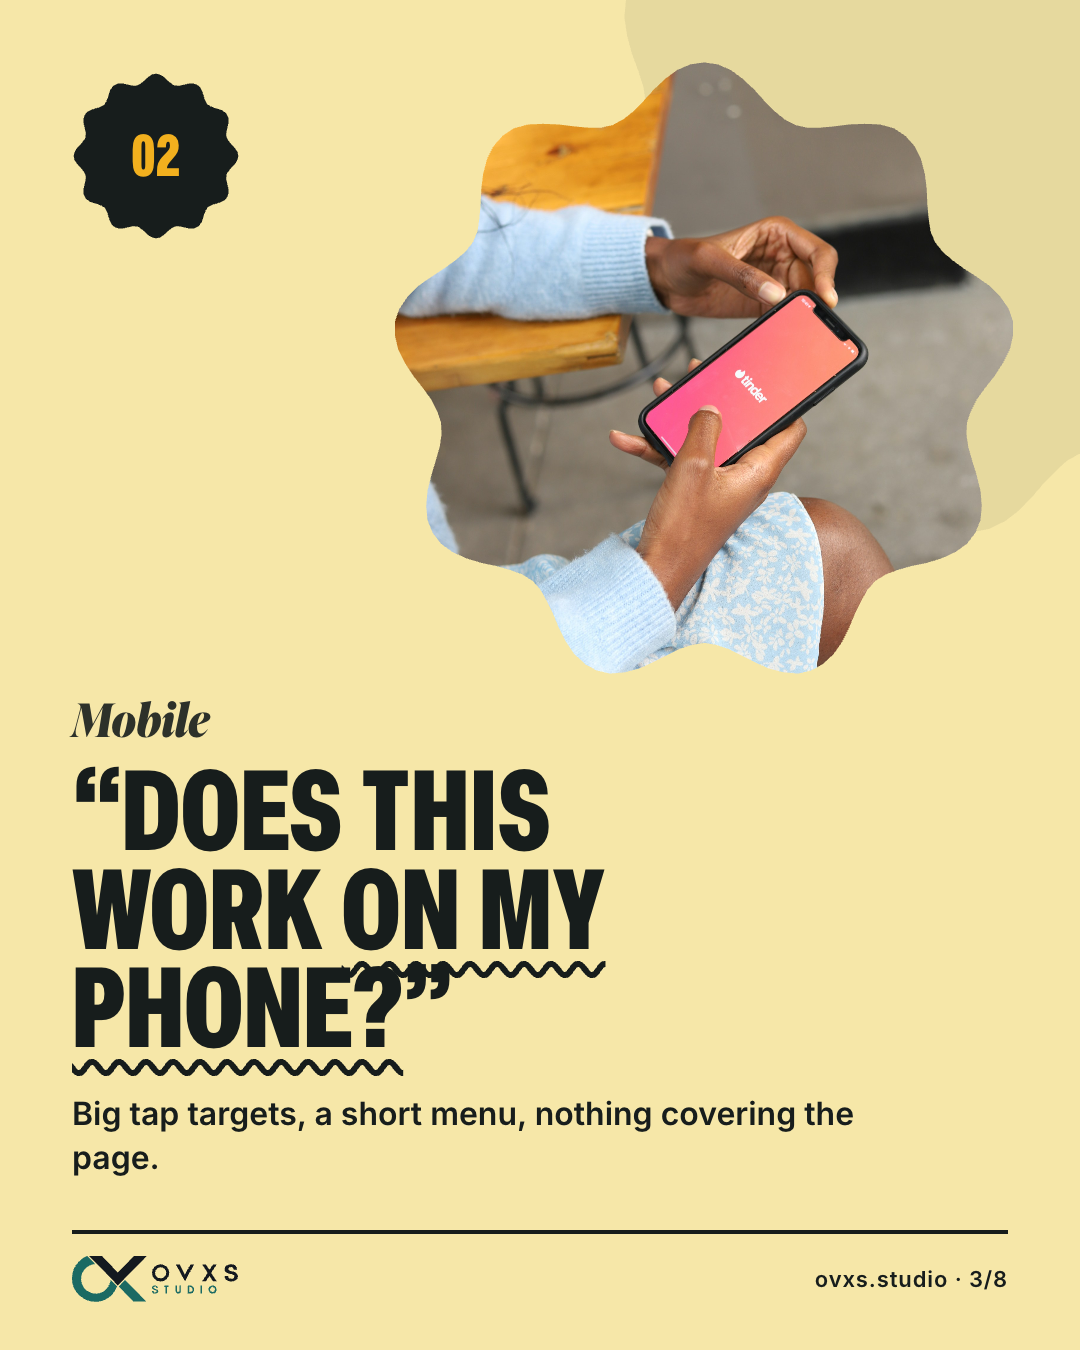 02
tinder
Mobile
“DOES THIS
WORK ON MY
PHONE?”
Big tap targets, a short menu, nothing covering the
page.
OVXS
STUDIO
ovxs.studio · 3/8